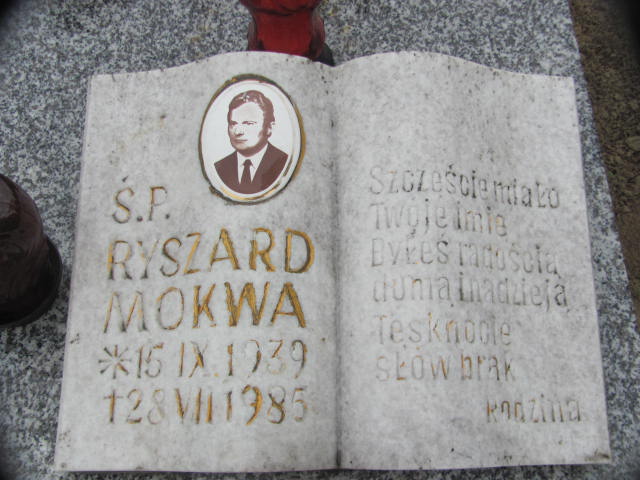 Ś.P.
RYSZARD
MOKWA
*15 IX. 1939
†28 VII 1985
Szczęście miało
Twoje imię
Byłeś radością
dumą i nadzieją
Tęsknocie
słów brak
Rodzina